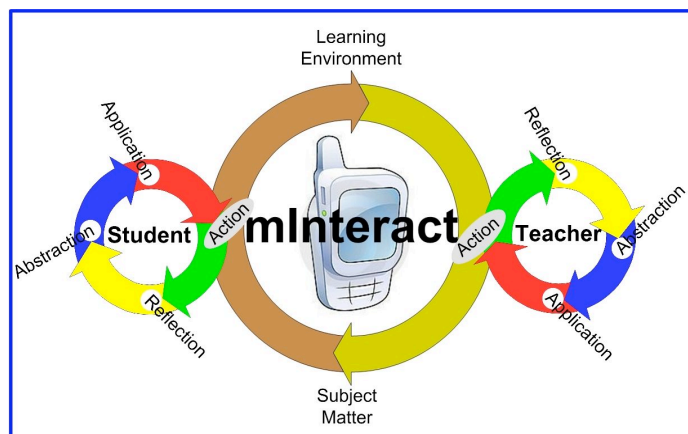 Learning
Environment
Application
Abstraction
Student
Action
Reflection
mInteract
Reflection
Action
Teacher
Abstraction
Application
Subject
Matter